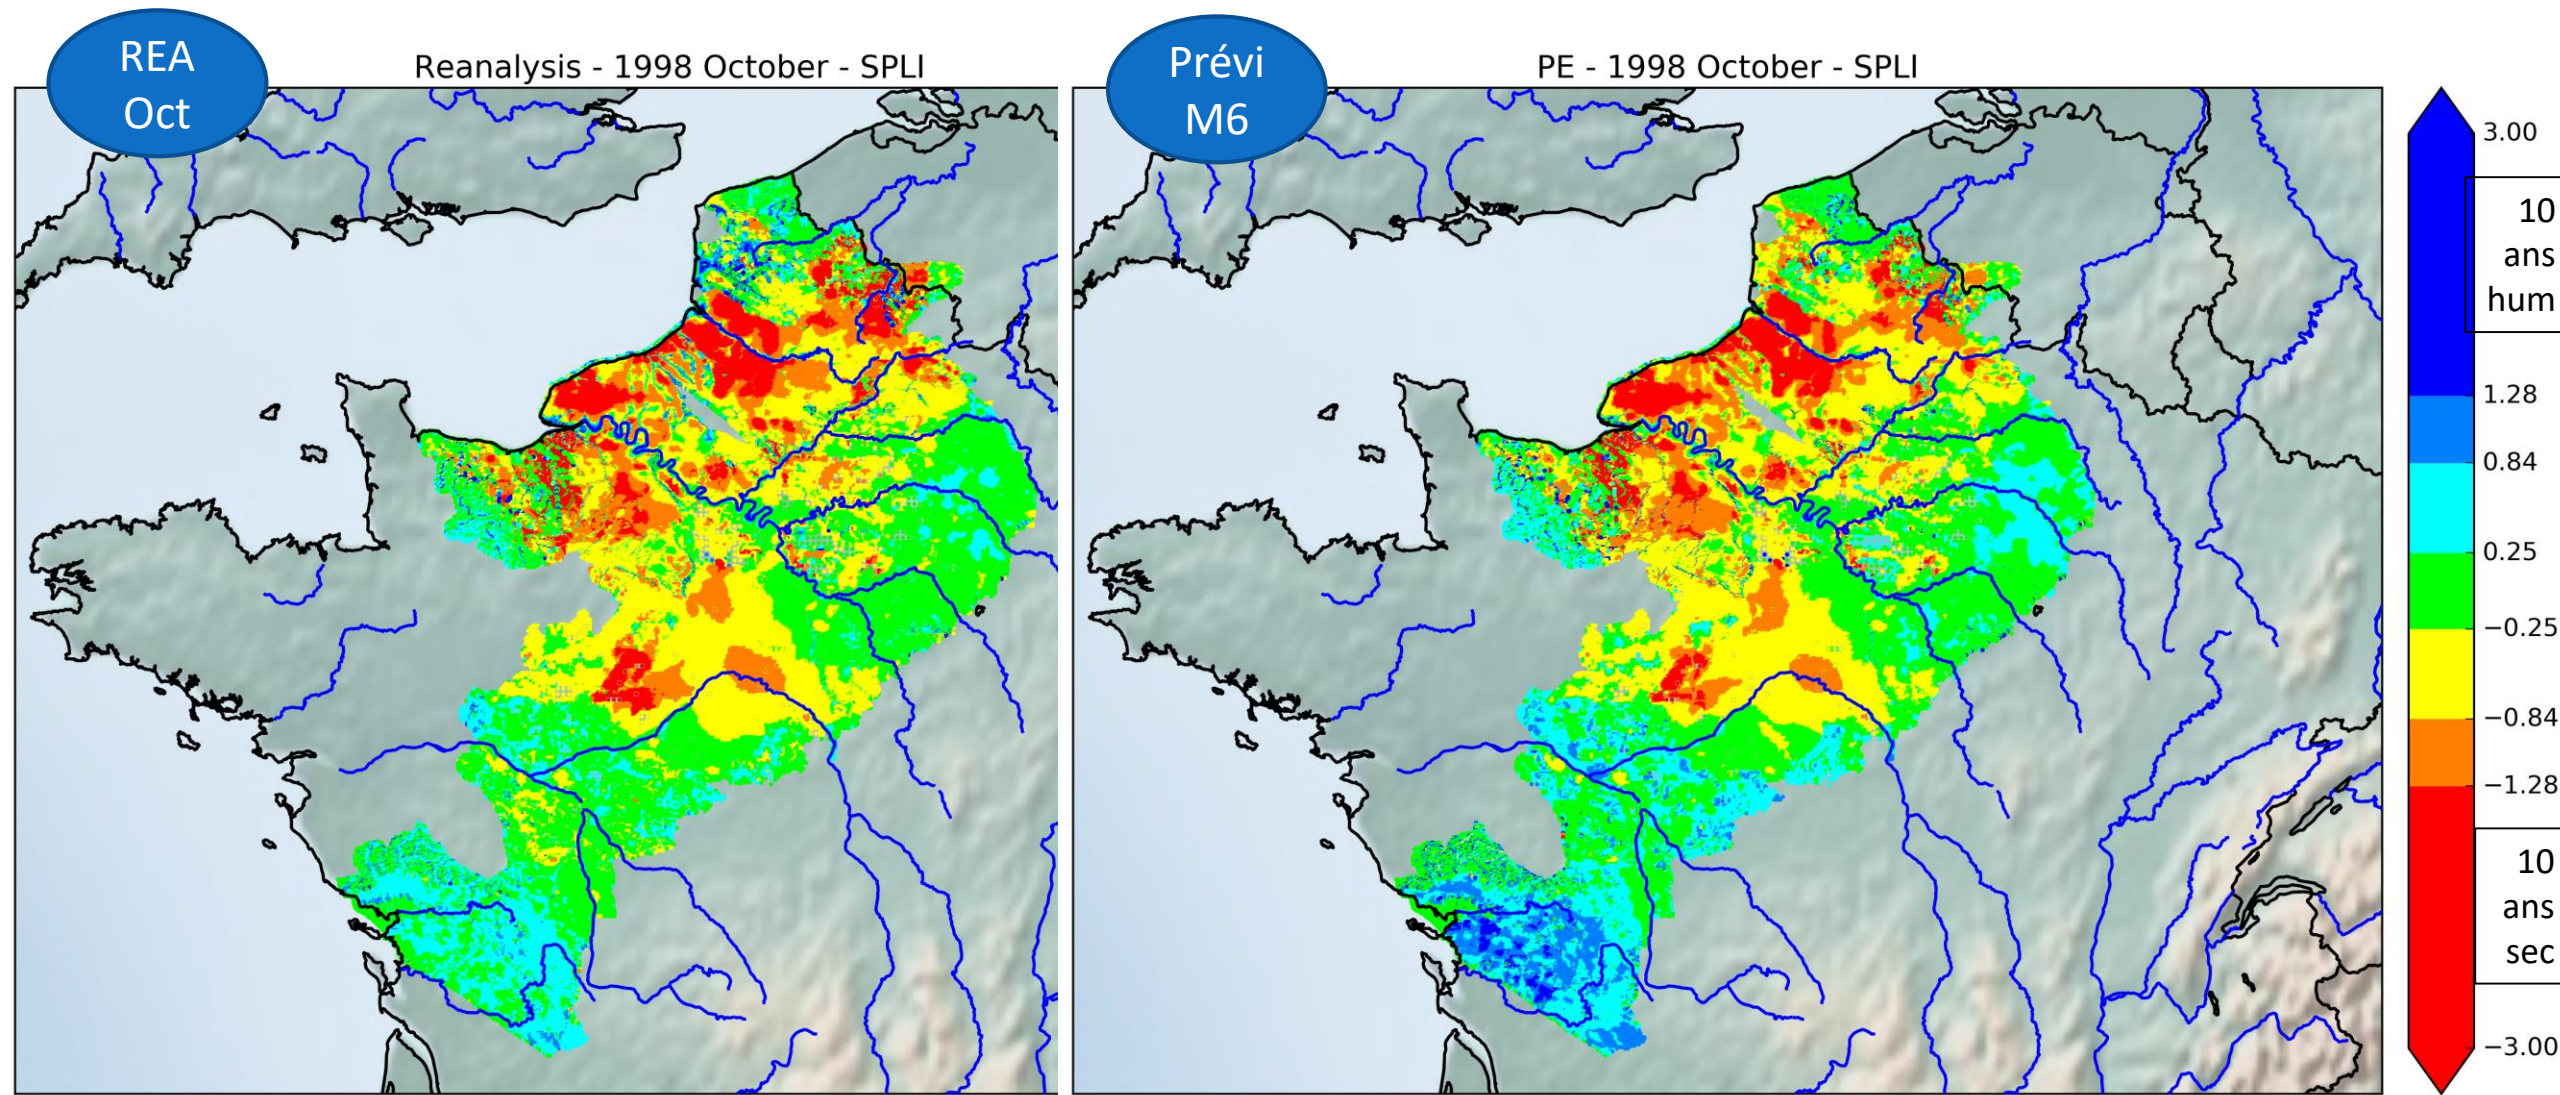 REA
Oct
Reanalysis - 1998 October - SPLI
Prévi
M6
PE - 1998 October - SPLI
3.00
10
ans
hum
1.28
0.84
0.25
−0.25
−0.84
−1.28
10
ans
sec
−3.00